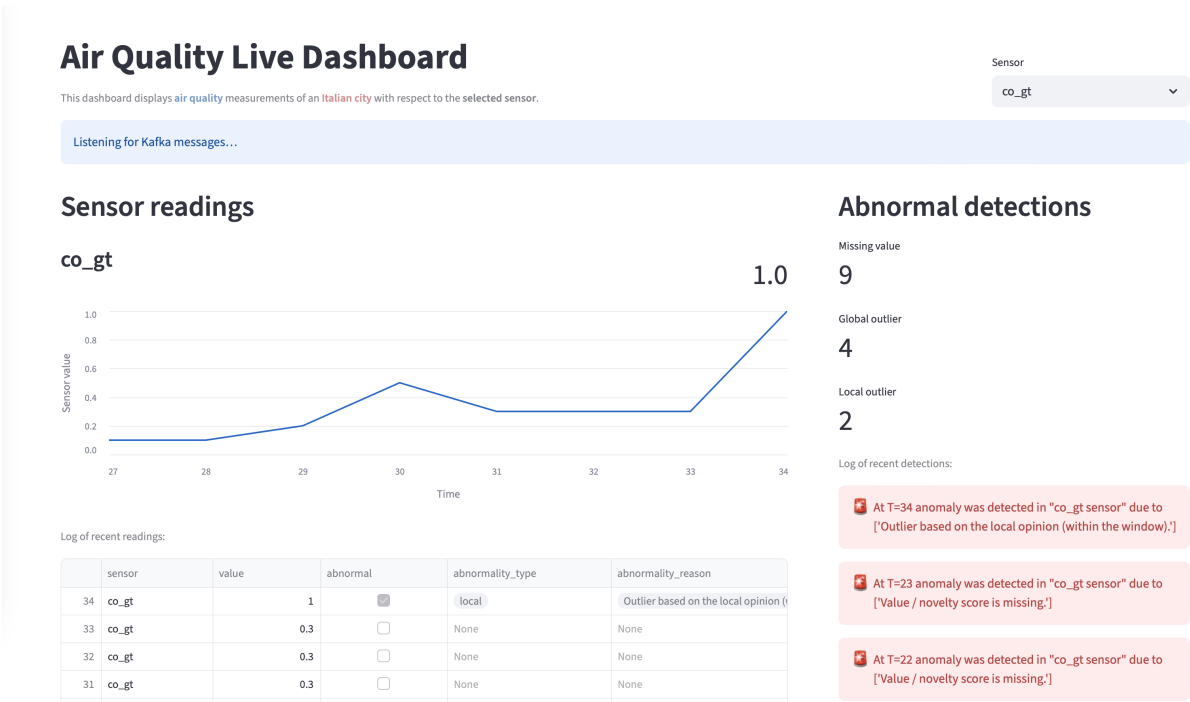 Air Quality Live Dashboard
Sensor
co_gt
This dashboard displays air quality measurements of an Italian city with respect to the selected sensor.
Listening for Kafka messages…
Sensor readings
co_gt
1.0
1.0
0.8
0.6
0.4
0.2
0.0
Sensor value
27 28 29 30 31 32 33 34
Time
Log of recent readings:
sensor value abnormal abnormality_type abnormality_reason
34 co_gt 1 local Outlier based on the local opinion (
33 co_gt 0.3 None None
32 co_gt 0.3 None None
31 co_gt 0.3 None None
Abnormal detections
Missing value
9
Global outlier
4
Local outlier
2
Log of recent detections:
At T=34 anomaly was detected in "co_gt sensor" due to
['Outlier based on the local opinion (within the window).']
At T=23 anomaly was detected in "co_gt sensor" due to
['Value / novelty score is missing.']
At T=22 anomaly was detected in "co_gt sensor" due to
['Value / novelty score is missing.']